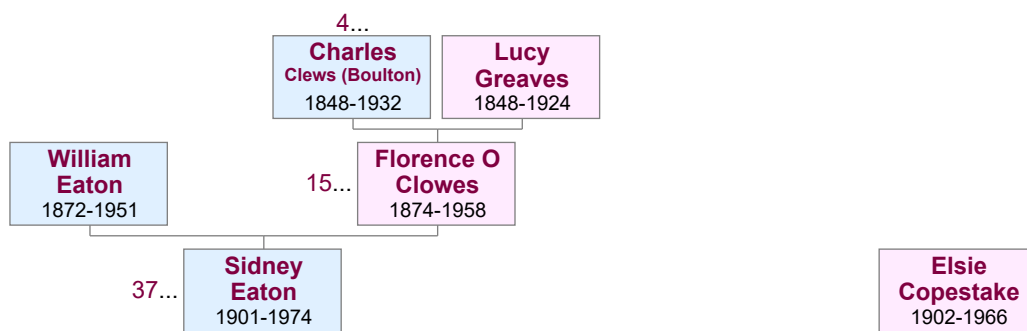 4...
Charles
Clews (Boulton)
1848-1932
Lucy
Greaves
1848-1924
William
Eaton
1872-1951
15...
Florence O
Clowes
1874-1958
37...
Sidney
Eaton
1901-1974
Elsie
Copestake
1902-1966